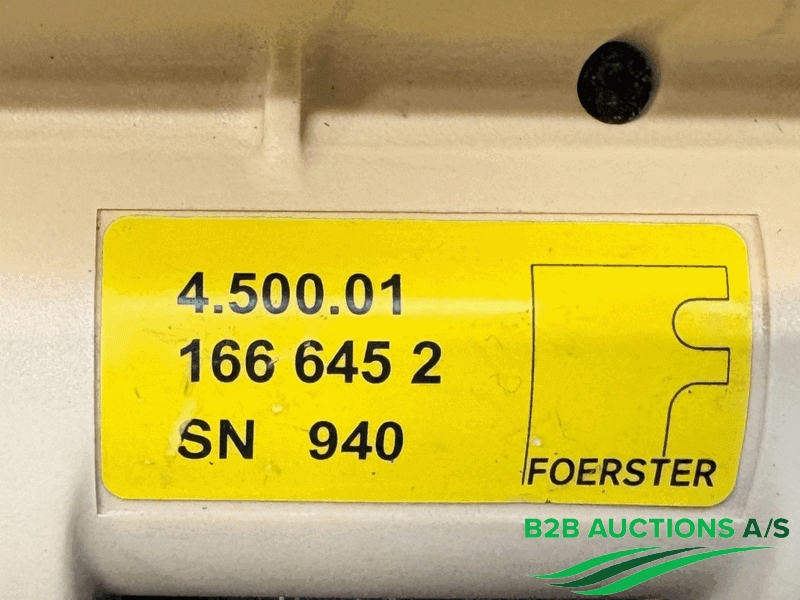 4.500.01
166 645 2
SN 940
FOERSTER
B2B AUCTIONS A/S